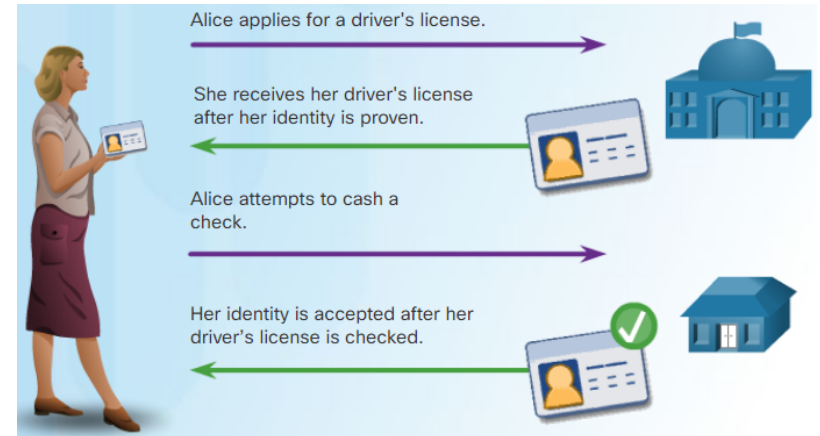 Alice applies for a driver's license.
She receives her driver's license
after her identity is proven.
Alice attempts to cash a
check.
Her identity is accepted after her
driver's license is checked.